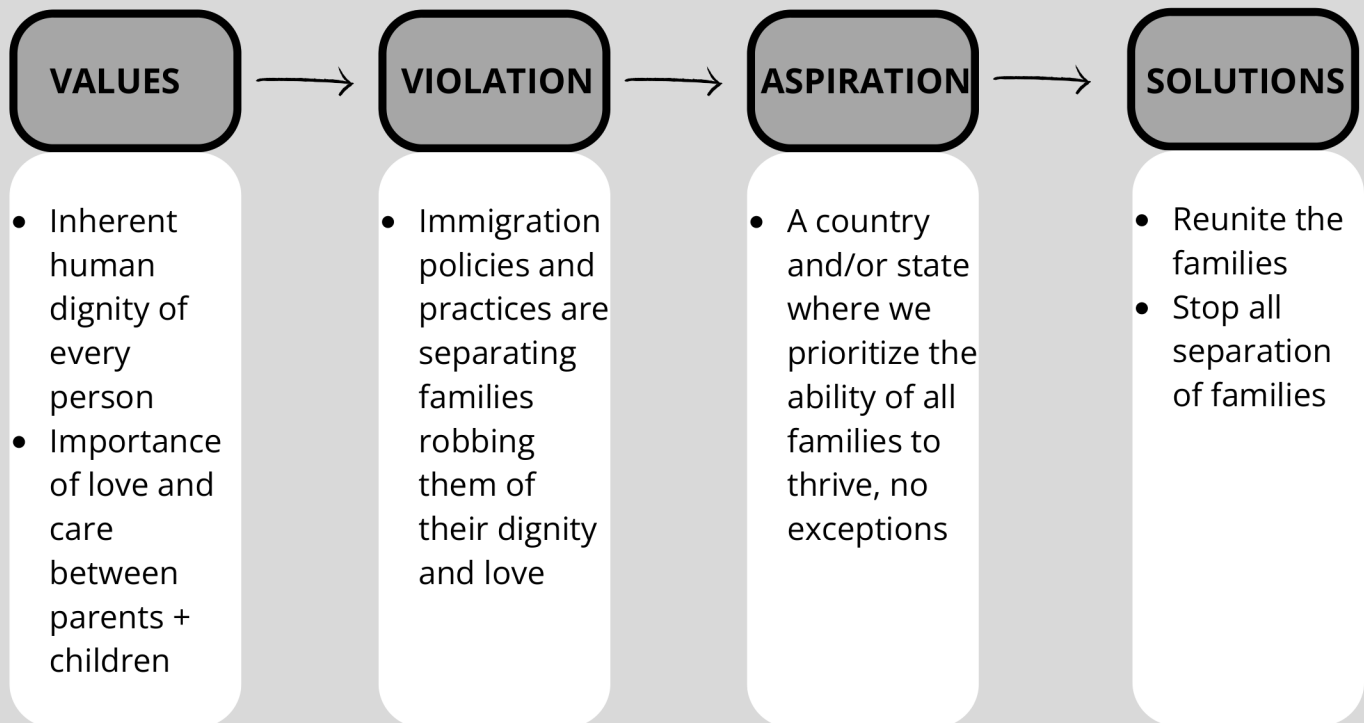 VALUES
VIOLATION
ASPIRATION
SOLUTIONS
• Inherent
human
dignity of
every
person
• Importance
of love and
care
between
parents +
children
• Immigration
policies and
practices are
separating
families
robbing
them of
their dignity
and love
• A country
and/or state
where we
prioritize the
ability of all
families to
thrive, no
exceptions
• Reunite the
families
• Stop all
separation
of families